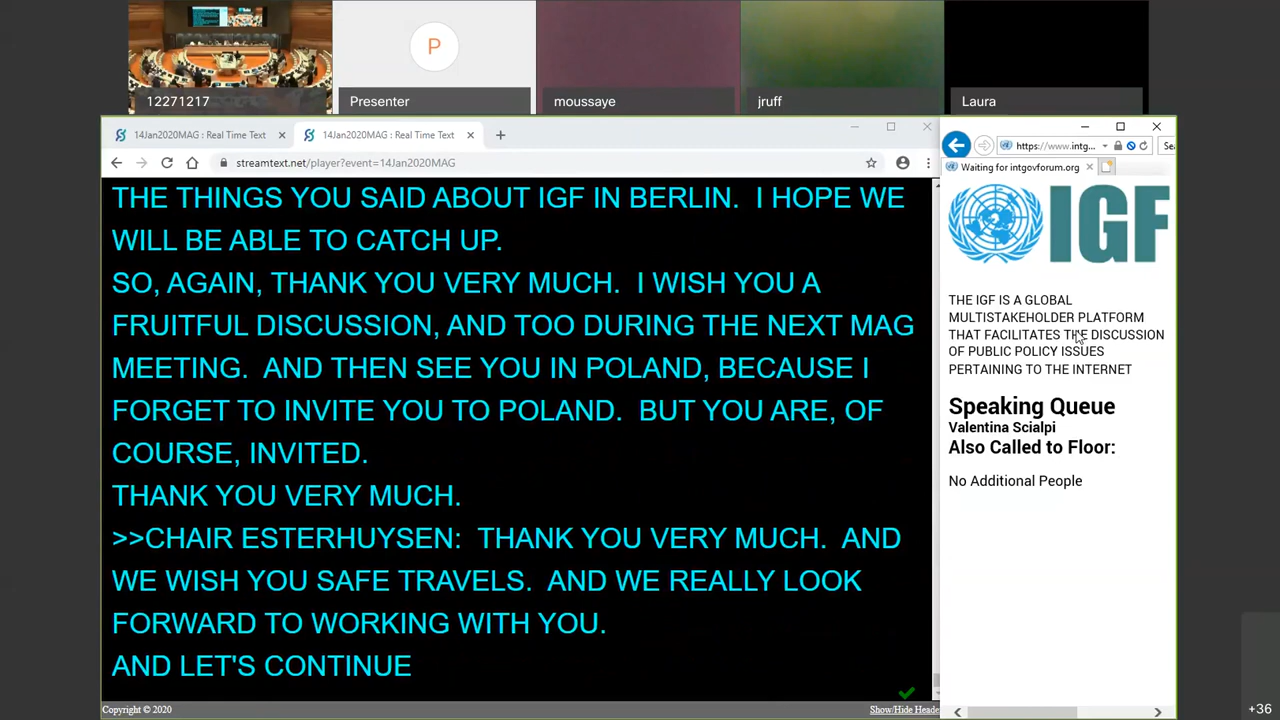 12271217
P
Presenter
moussaye
jruff
Laura
14Jan2020MAG : Real Time Text
14Jan2020MAG : Real Time Text
streamtext.net/player?event=14Jan2020MAG
THE THINGS YOU SAID ABOUT IGF IN BERLIN. I HOPE WE
WILL BE ABLE TO CATCH UP.
SO, AGAIN, THANK YOU VERY MUCH. I WISH YOU A
FRUITFUL DISCUSSION, AND TOO DURING THE NEXT MAG
MEETING. AND THEN SEE YOU IN POLAND, BECAUSE I
FORGET TO INVITE YOU TO POLAND. BUT YOU ARE, OF
COURSE, INVITED.
THANK YOU VERY MUCH.
>>CHAIR ESTERHUYSEN: THANK YOU VERY MUCH. AND
WE WISH YOU SAFE TRAVELS. AND WE REALLY LOOK
FORWARD TO WORKING WITH YOU.
AND LET'S CONTINUE
Copyright © 2020
Show/Hide Heade
https://www.intg...
Sea
Waiting for intgovforum.org
IGF
THE IGF IS A GLOBAL
MULTISTAKEHOLDER PLATFORM
THAT FACILITATES THE DISCUSSION
OF PUBLIC POLICY ISSUES
PERTAINING TO THE INTERNET
Speaking Queue
Valentina Scialpi
Also Called to Floor:
No Additional People
+36